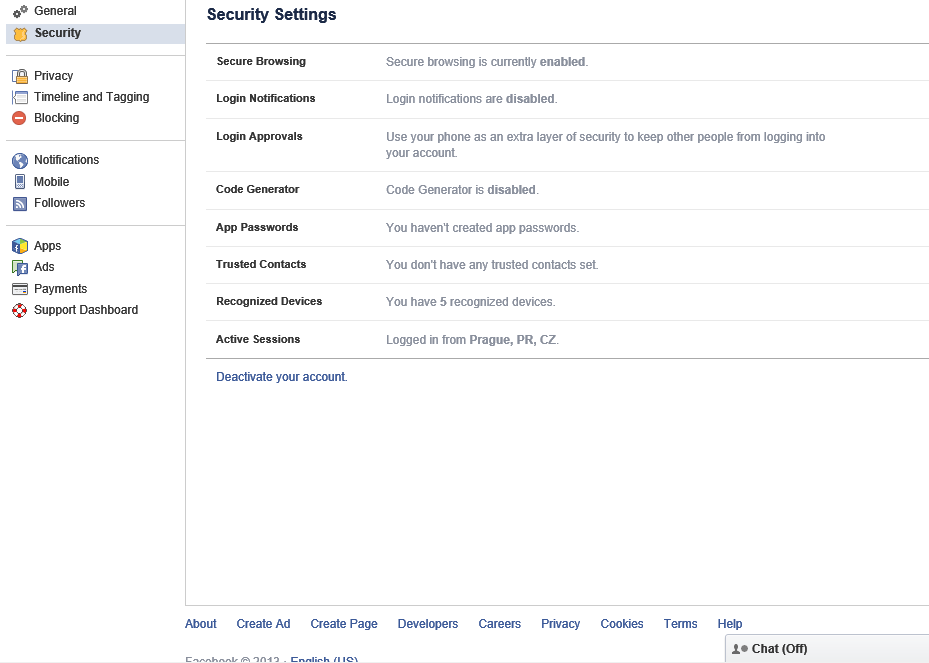 General
Security
Privacy
Timeline and Tagging
Blocking
Notifications
Mobile
Followers
Apps
Ads
Payments
Support Dashboard
Security Settings
Secure Browsing Secure browsing is currently enabled.
Login Notifications Login notifications are disabled.
Login Approvals Use your phone as an extra layer of security to keep other people from logging into
your account.
Code Generator Code Generator is disabled.
App Passwords You haven't created app passwords.
Trusted Contacts You don't have any trusted contacts set.
Recognized Devices You have 5 recognized devices.
Active Sessions Logged in from Prague, PR, CZ.
Deactivate your account.
About Create Ad Create Page Developers Careers Privacy Cookies Terms Help
Facebook © 2013 · English (US)
Chat (Off)